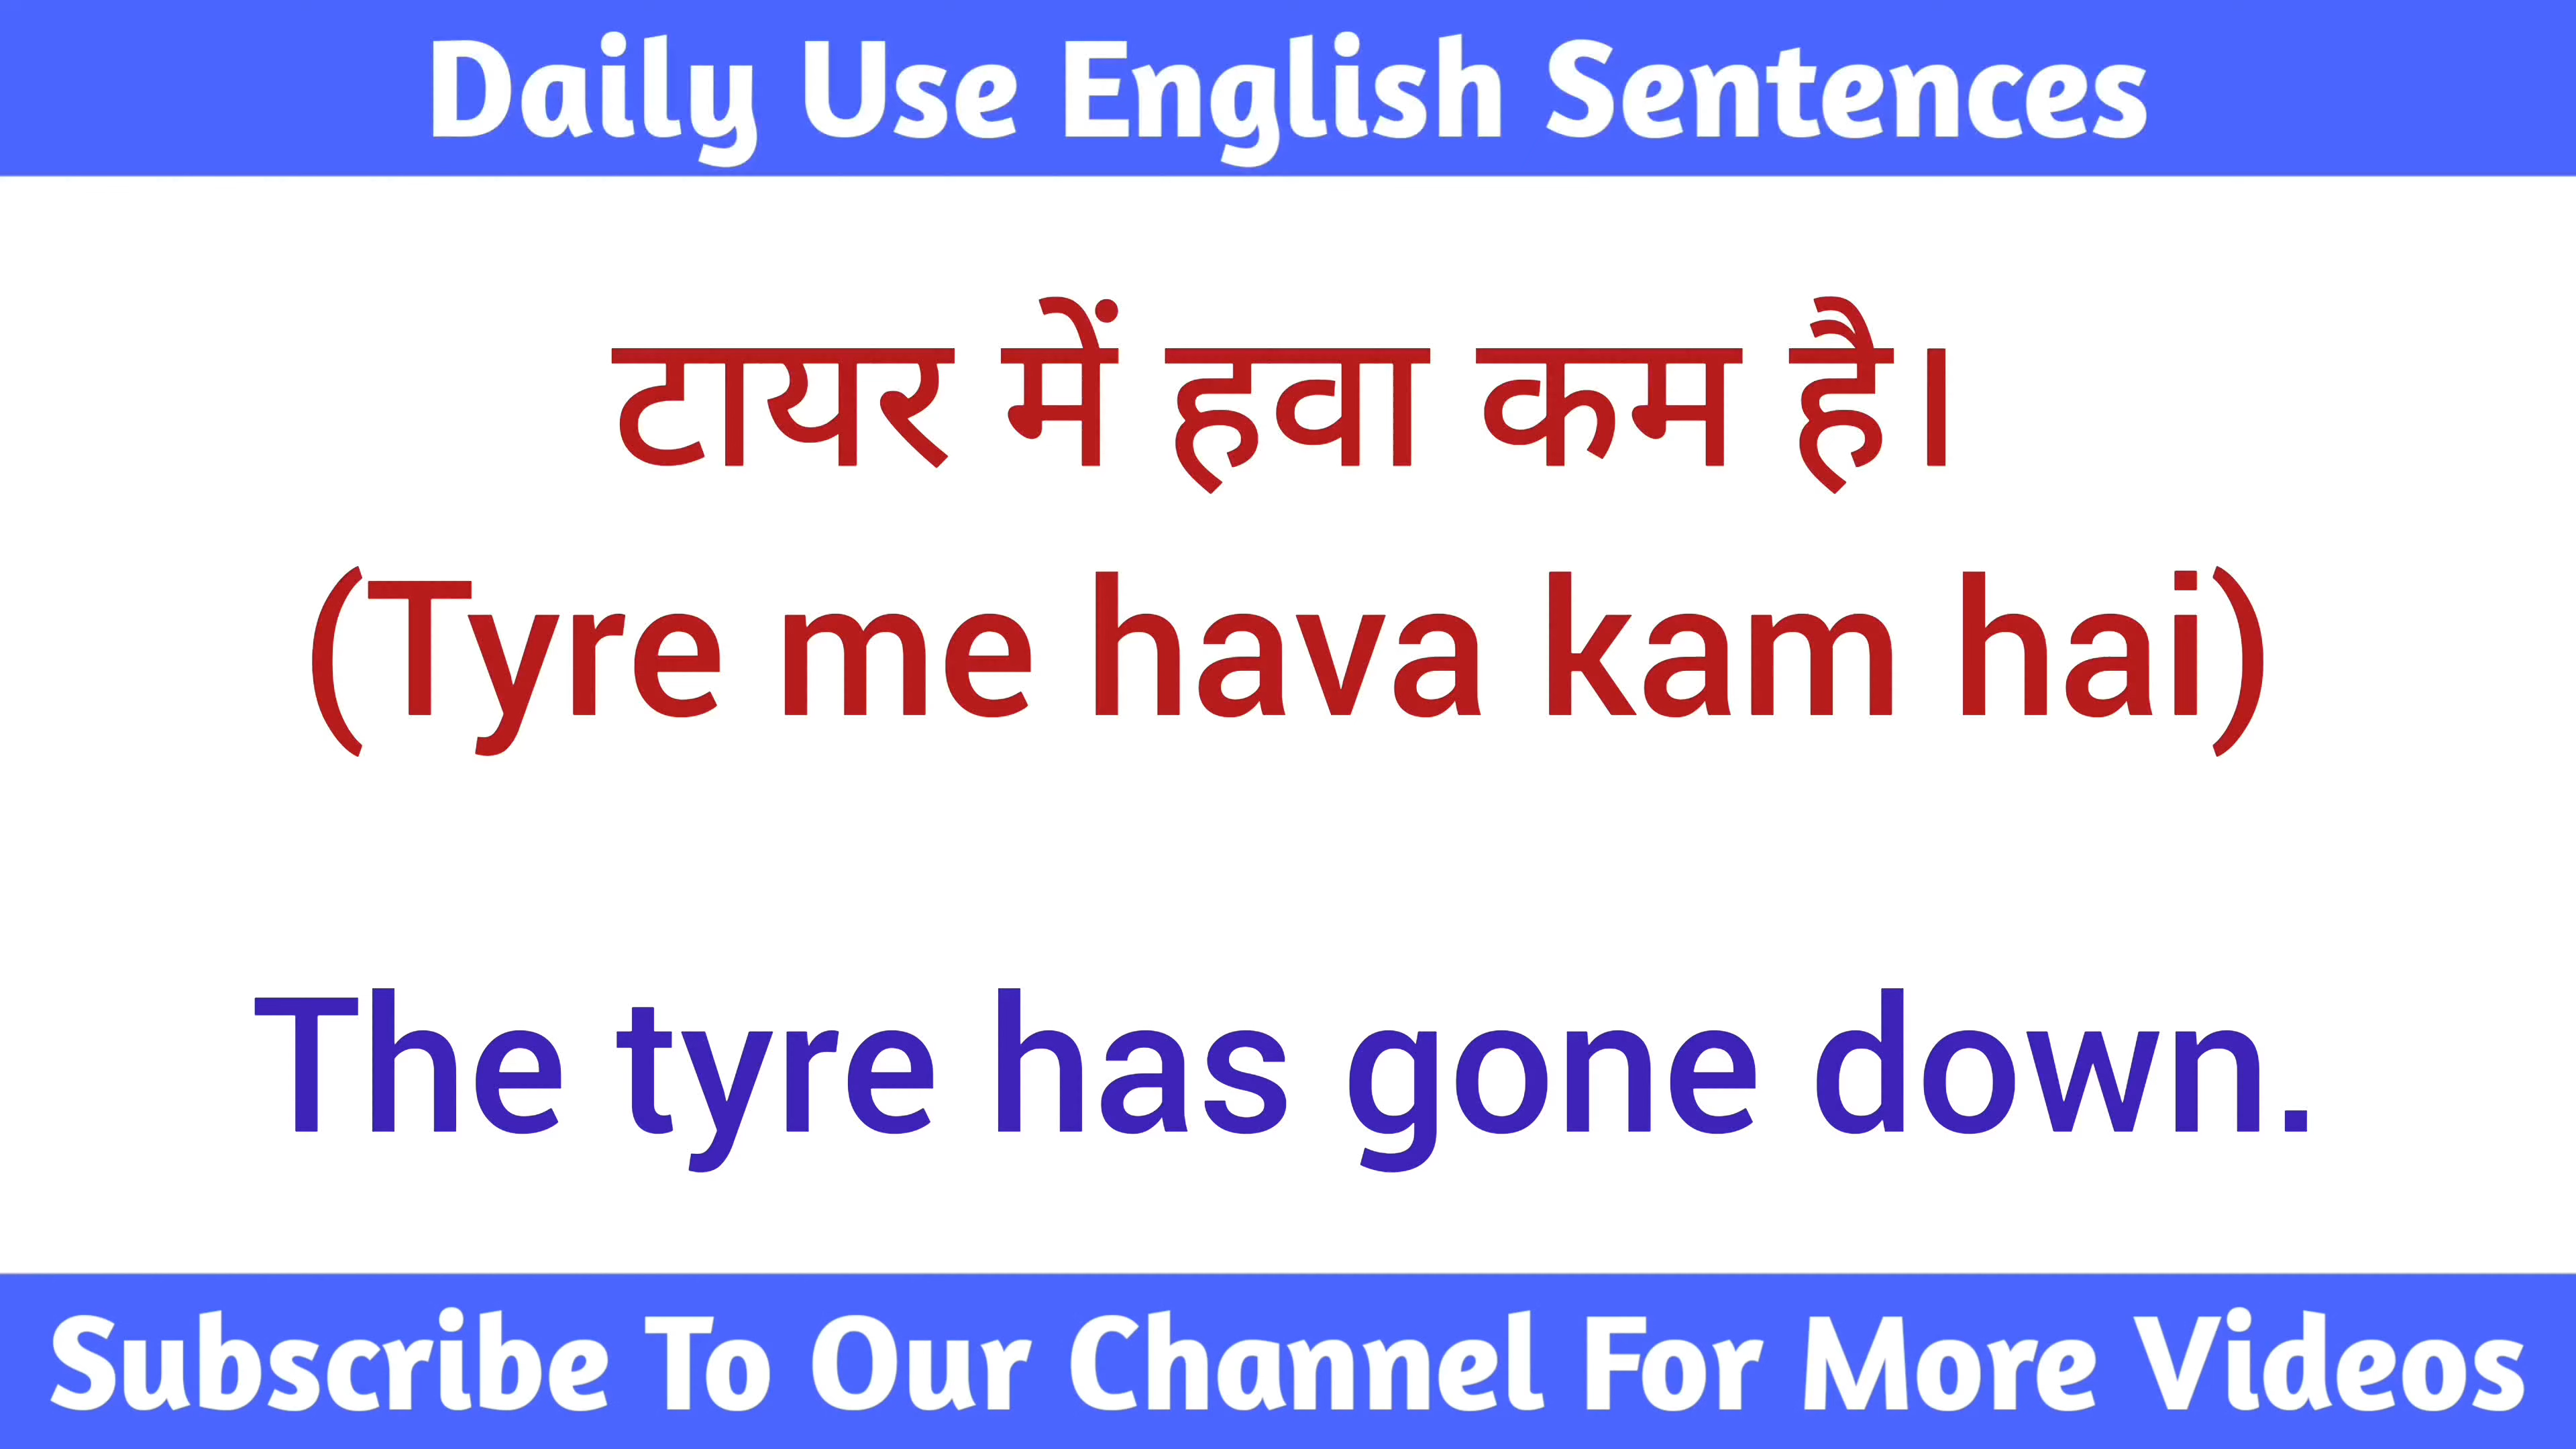 Daily Use English Sentences
टायर में हवा कम है।
(Tyre me hava kam hai)
The tyre has gone down.
Subscribe To Our Channel For More Videos